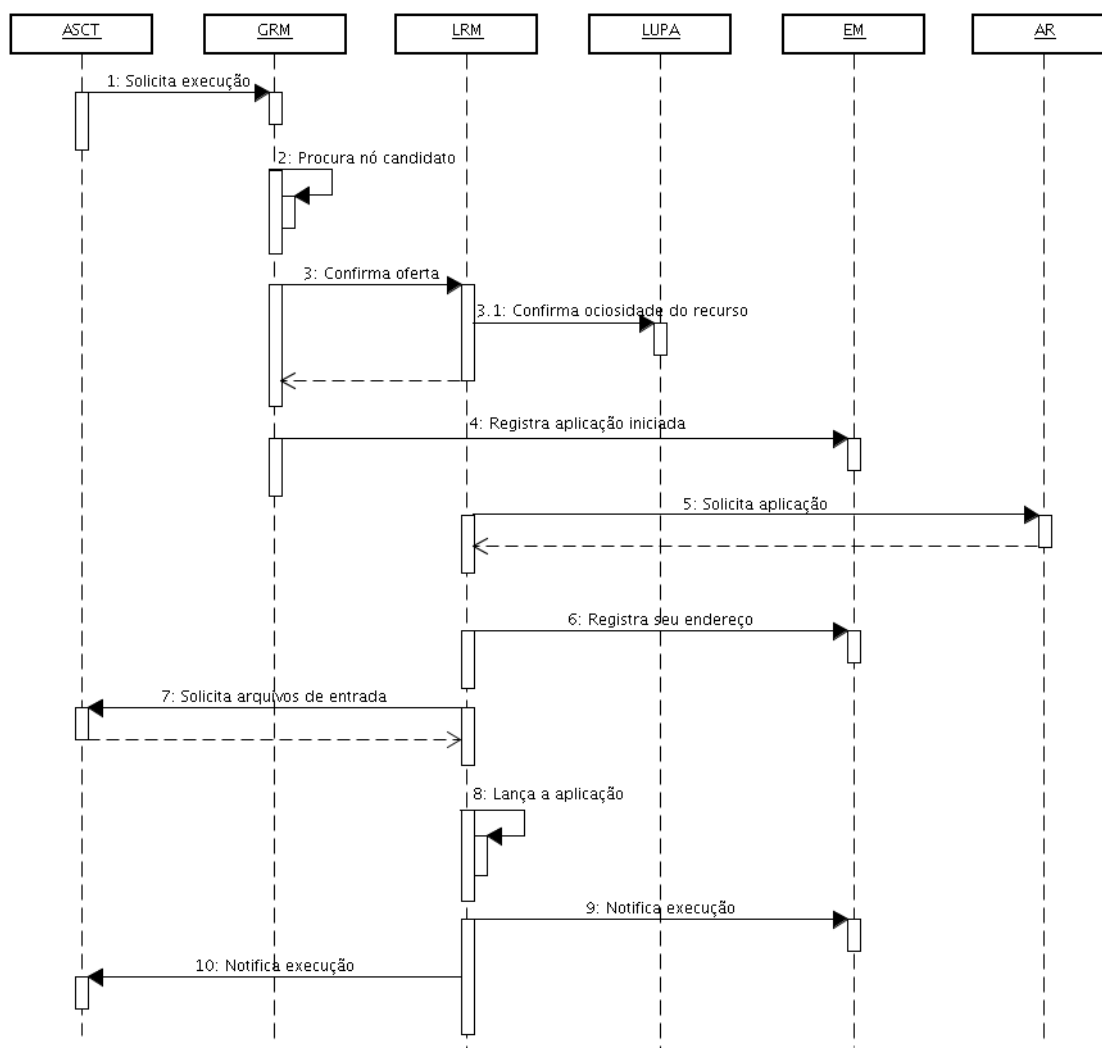 ASCT
GRM
LRM
LUPA
EM
AR
1: Solicita execução
2: Procura nó candidato
3: Confirma oferta
3.1: Confirma ociosidade do recurso
4: Registra aplicação iniciada
5: Solicita aplicação
6: Registra seu endereço
7: Solicita arquivos de entrada
8: Lança a aplicação
9: Notifica execução
10: Notifica execução